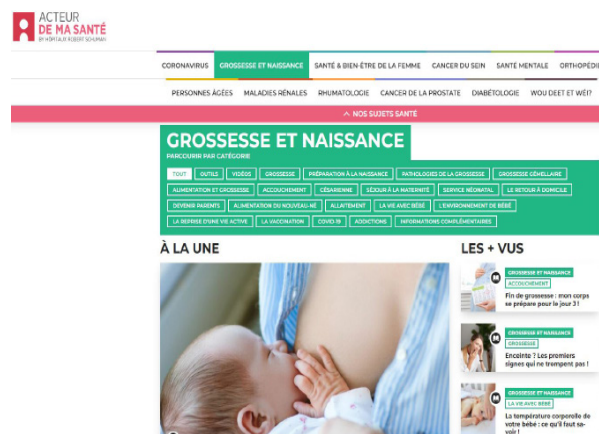 ACTEUR
DE MA SANTÉ
BY HÔPITAUX ROBERT SCHUMAN
CORONAVIRUS GROSSESSE ET NAISSANCE SANTÉ & BIEN-ÊTRE DE LA FEMME CANCER DU SEIN SANTÉ MENTALE ORTHOPÉDIE
PERSONNES ÂGÉES MALADIES RÉNALES RHUMATOLOGIE CANCER DE LA PROSTATE DIABÉTOLOGIE WOU DEET ET WÉI?
NOS SUJETS SANTÉ
GROSSESSE ET NAISSANCE
PARCOURIR PAR CATÉGORIE
TOUT OUTILS VIDÉOS GROSSESSE PRÉPARATION À LA NAISSANCE PATHOLOGIES DE LA GROSSESSE GROSSESSE GÉMELLAIRE
ALIMENTATION ET GROSSESSE ACCOUCHEMENT CÉSARIENNE SÉJOUR À LA MATERNITÉ SERVICE NÉONATAL LE RETOUR À DOMICILE
DEVENIR PARENTS ALIMENTATION DU NOUVEAU-NÉ ALLAITEMENT LA VIE AVEC BÉBÉ L'ENVIRONNEMENT DE BÉBÉ
LA REPRISE D'UNE VIE ACTIVE LA VACCINATION COVID-19 ADDICTIONS INFORMATIONS COMPLÉMENTAIRES
À LA UNE
LES + VUS
GROSSESSE ET NAISSANCE
ACCOUCHEMENT
Fin de grossesse : mon corps
se prépare pour le jour J !
GROSSESSE ET NAISSANCE
GROSSESSE
Enceinte ? Les premiers
signes qui ne trompent pas !
GROSSESSE ET NAISSANCE
LA VIE AVEC BÉBÉ
La température corporelle de
votre bébé : ce qu'il faut sa-
voir !